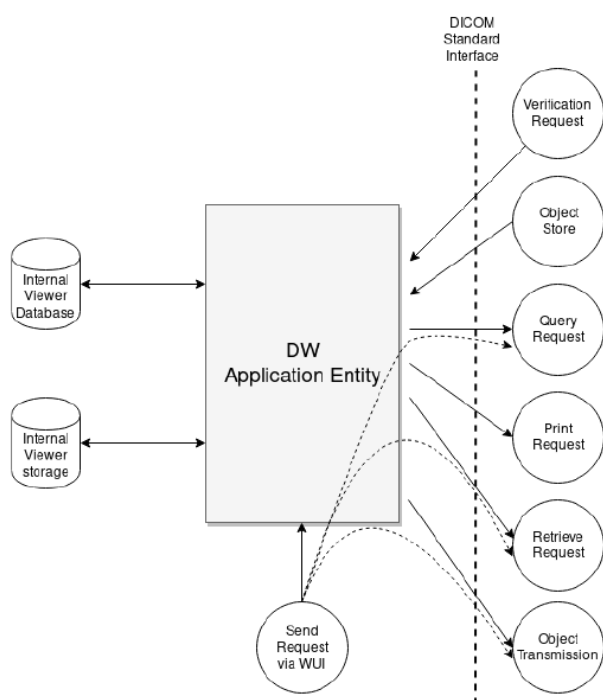 DICOM
Standard
Interface
Verification
Request
Object
Store
Internal
Viewer
Database
Query
Request
DW
Application Entity
Print
Request
Internal
Viewer
storage
Retrieve
Request
Send
Request
via WUI
Object
Transmission